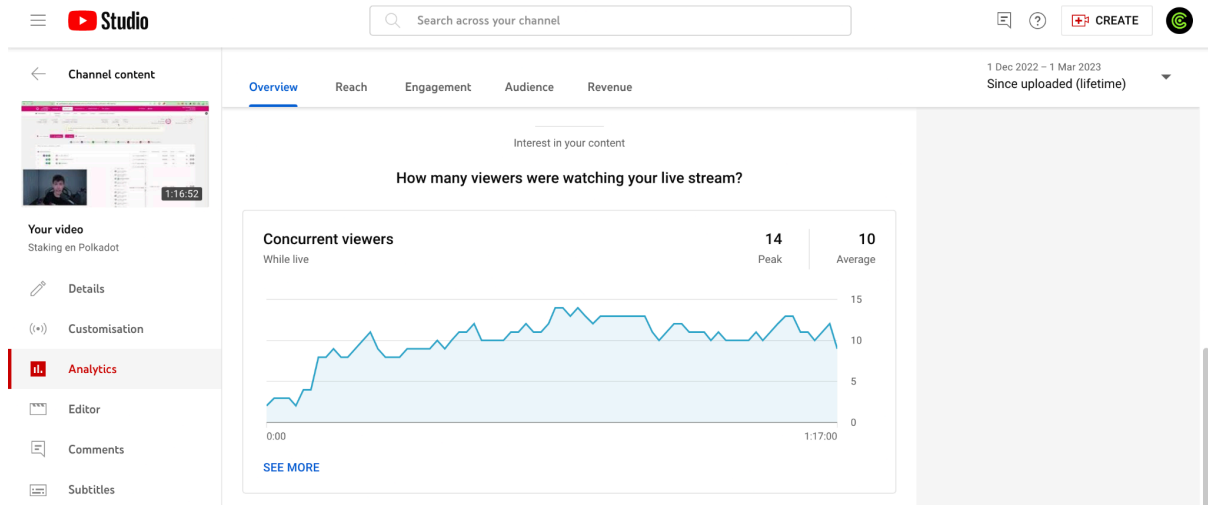 Studio
Search across your channel
CREATE
Channel content
1:16:52
Your video
Staking en Polkadot
Details
Customisation
Analytics
Editor
Comments
Subtitles
Overview
Reach
Engagement
Audience
Revenue
1 Dec 2022 – 1 Mar 2023
Since uploaded (lifetime)
Interest in your content
How many viewers were watching your live stream?
Concurrent viewers
While live
14
Peak
10
Average
15
10
5
0
0:00
1:17:00
SEE MORE